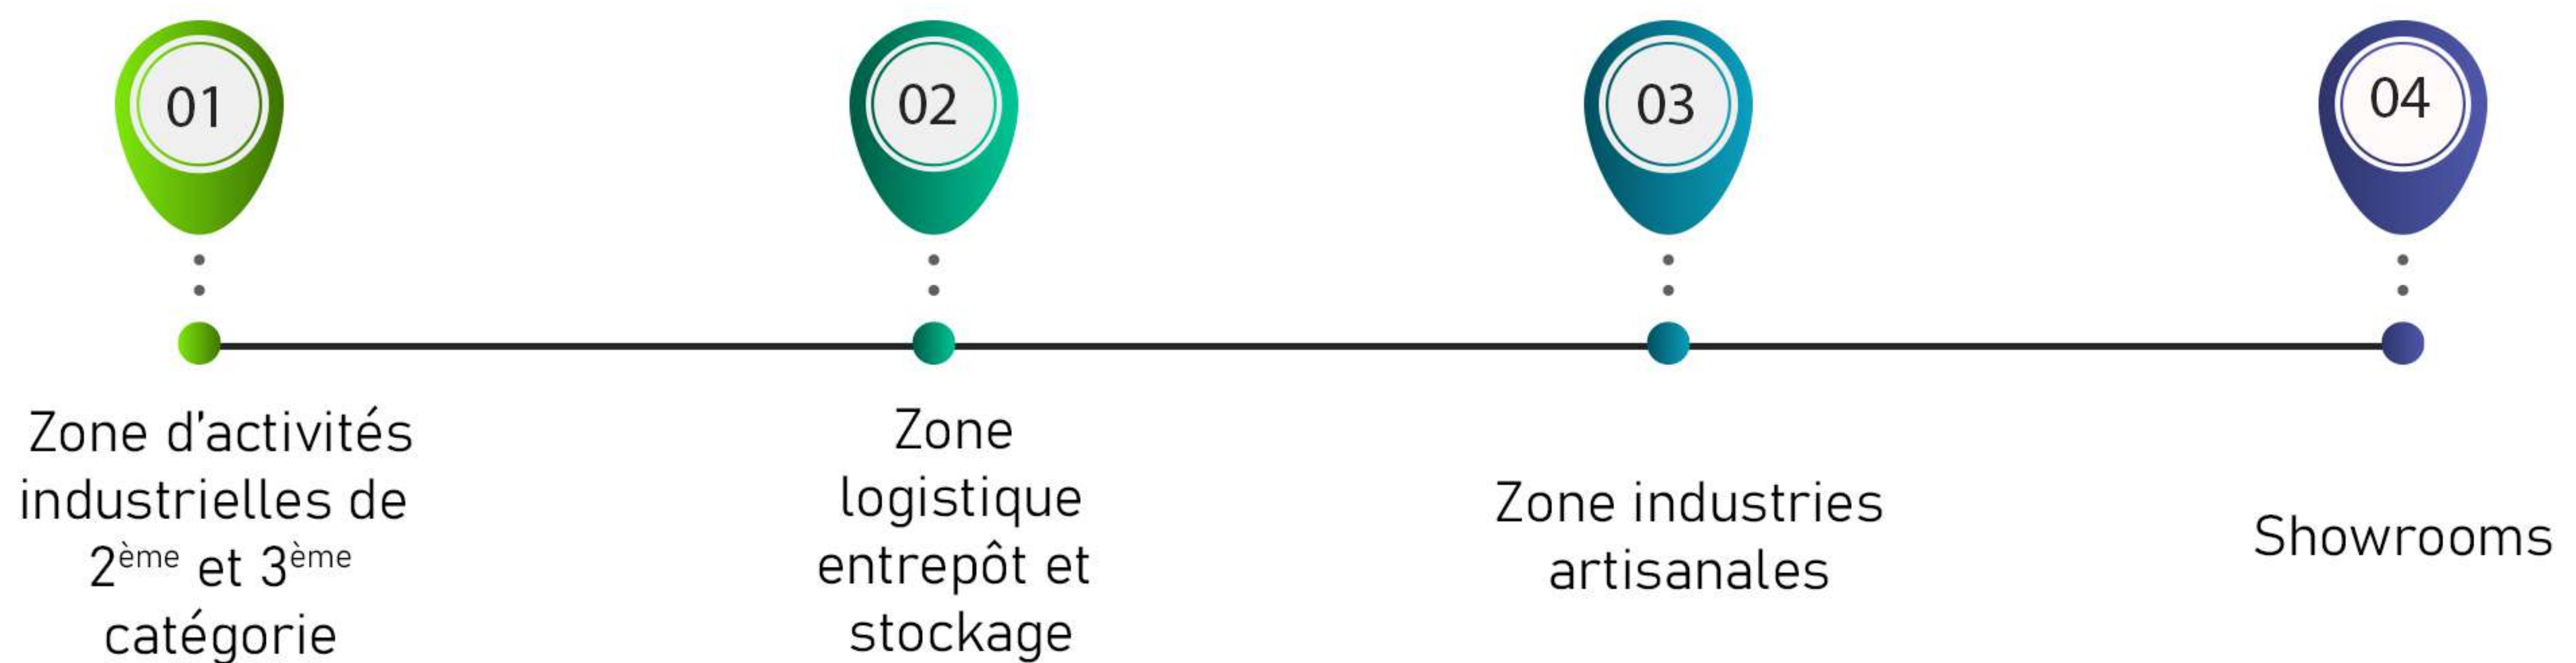 01
02
03
04
Zone d'activités
industrielles de
2ème et 3ème
catégorie
Zone
logistique
entrepôt et
stockage
Zone industries
artisanales
Showrooms